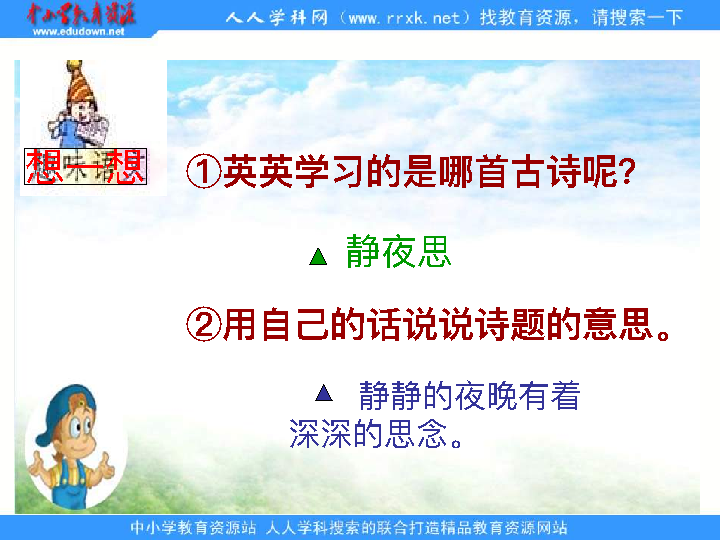 中小学教育资源
www.edudown.net
人人学科网（www.rrxk.net）找教育资源，请搜索一下
想一想
①英英学习的是哪首古诗呢？
▲ 静夜思
②用自己的话说说诗题的意思。
▲ 静静的夜晚有着
深深的思念。
中小学教育资源站 人人学科搜索的联合打造精品教育资源网站